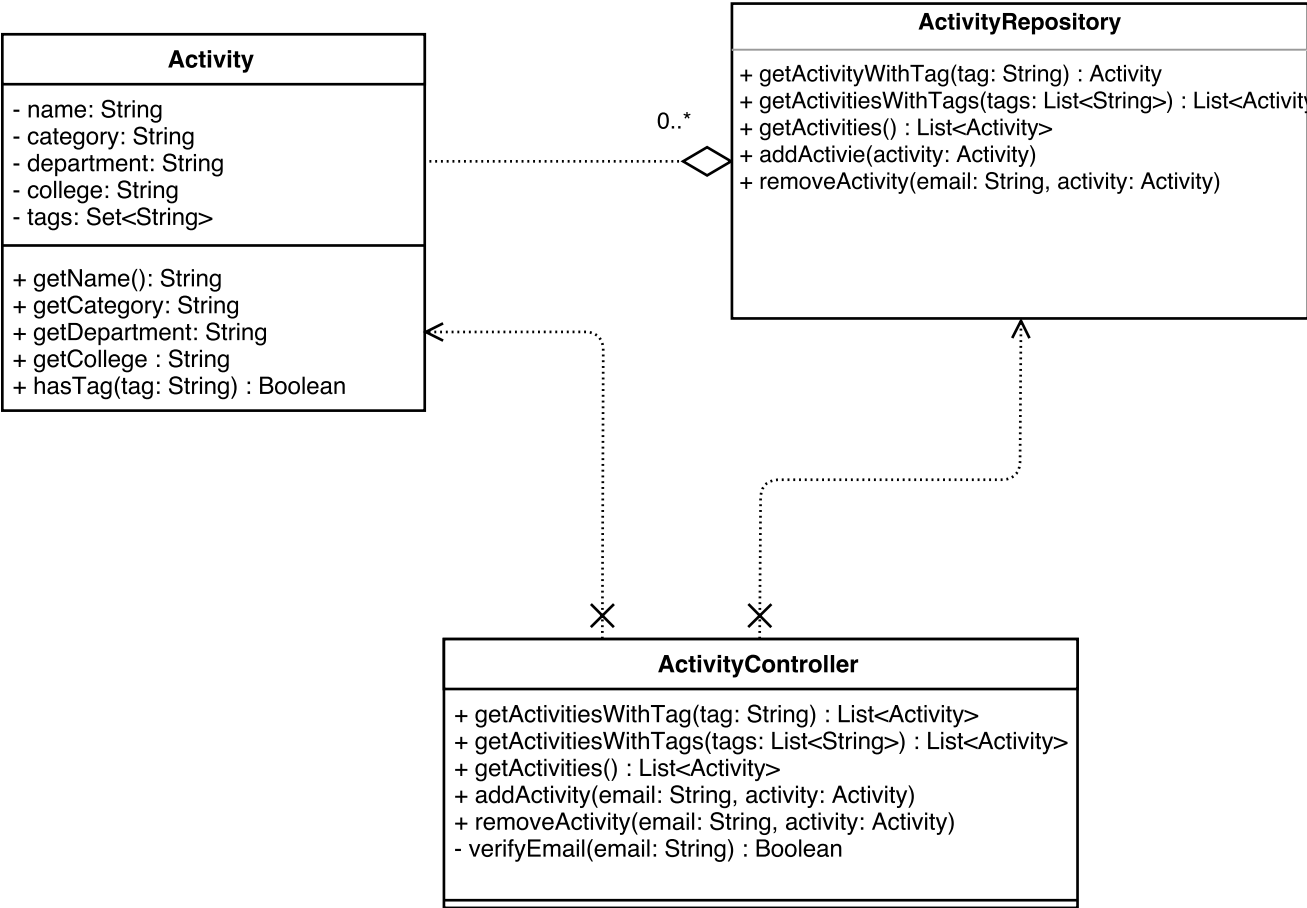 Activity
- name: String
- category: String
- department: String
- college: String
- tags: Set<String>
+ getName(): String
+ getCategory: String
+ getDepartment: String
+ getCollege : String
+ hasTag(tag: String) : Boolean
0..*
ActivityRepository
+ getActivityWithTag(tag: String) : Activity
+ getActivitiesWithTags(tags: List<String>) : List<Activity
+ getActivities() : List<Activity>
+ addActivie(activity: Activity)
+ removeActivity(email: String, activity: Activity)
ActivityController
+ getActivitiesWithTag(tag: String) : List<Activity>
+ getActivitiesWithTags(tags: List<String>) : List<Activity>
+ getActivities() : List<Activity>
+ addActivity(email: String, activity: Activity)
+ removeActivity(email: String, activity: Activity)
- verifyEmail(email: String) : Boolean